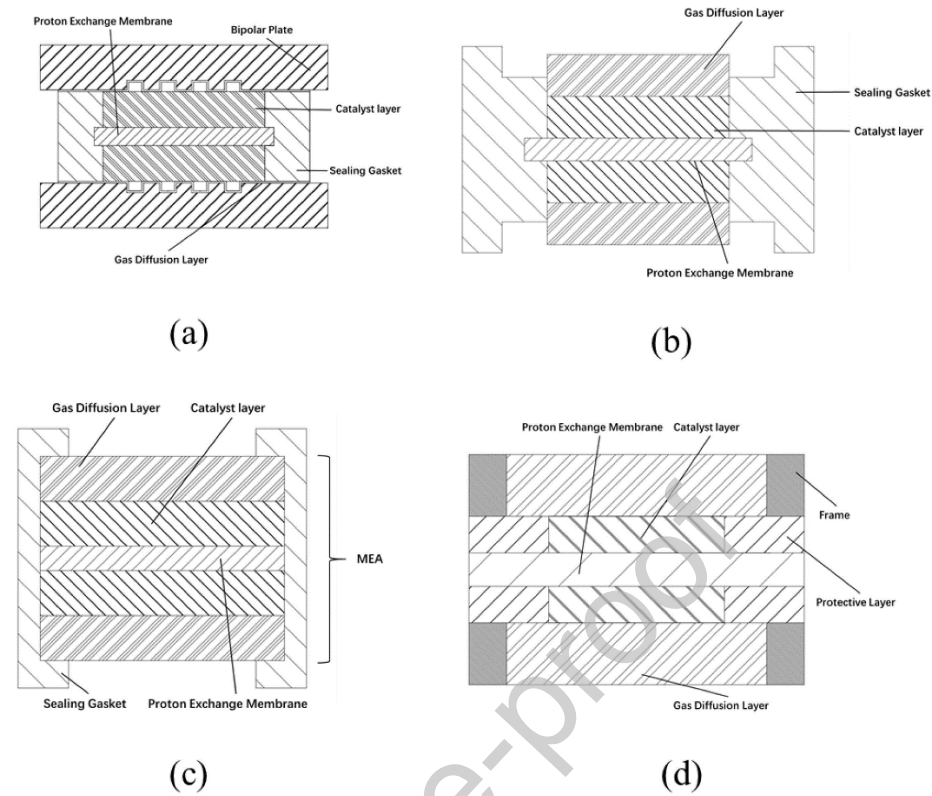 Proton Exchange Membrane
Bipolar Plate
Catalyst layer
Sealing Gasket
Gas Diffusion Layer
(a)
Gas Diffusion Layer
Sealing Gasket
Catalyst layer
Proton Exchange Membrane
(b)
Gas Diffusion Layer
Catalyst layer
MEA
Sealing Gasket
Proton Exchange Membrane
(c)
Proton Exchange Membrane
Catalyst layer
Frame
Protective Layer
Gas Diffusion Layer
(d)
e-proof